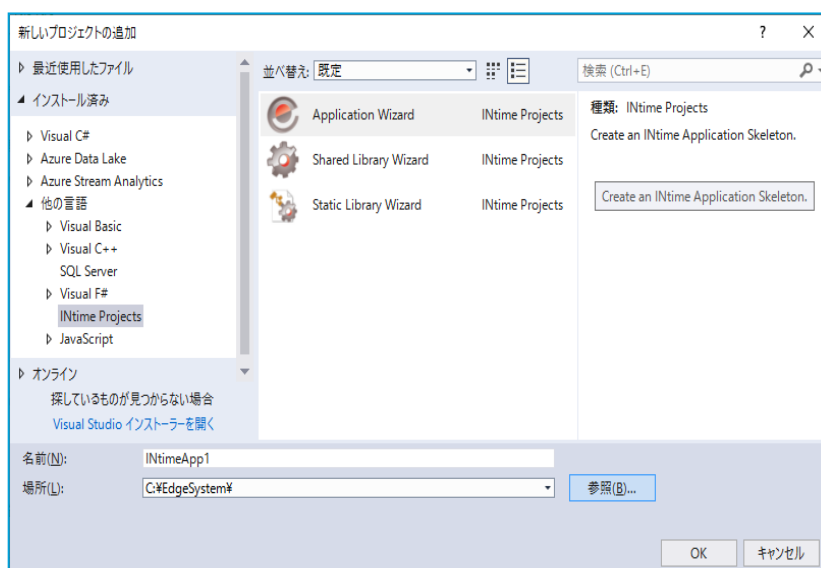 新しいプロジェクトの追加
? ×
▷ 最近使用したファイル
◢ インストール済み
▷ Visual C#
▷ Azure Data Lake
▷ Azure Stream Analytics
◢ 他の言語
▷ Visual Basic
▷ Visual C++
SQL Server
▷ Visual F#
INtime Projects
▷ JavaScript
▷ オンライン
探しているものが見つからない場合
Visual Studio インストーラーを開く
並べ替え: 既定
検索 (Ctrl+E)
Application Wizard INtime Projects
Shared Library Wizard INtime Projects
Static Library Wizard INtime Projects
種類: INtime Projects
Create an INtime Application Skeleton.
Create an INtime Application Skeleton.
名前(N): INtimeApp1
場所(L): C:¥EdgeSystem¥
参照(B)...
OK キャンセル